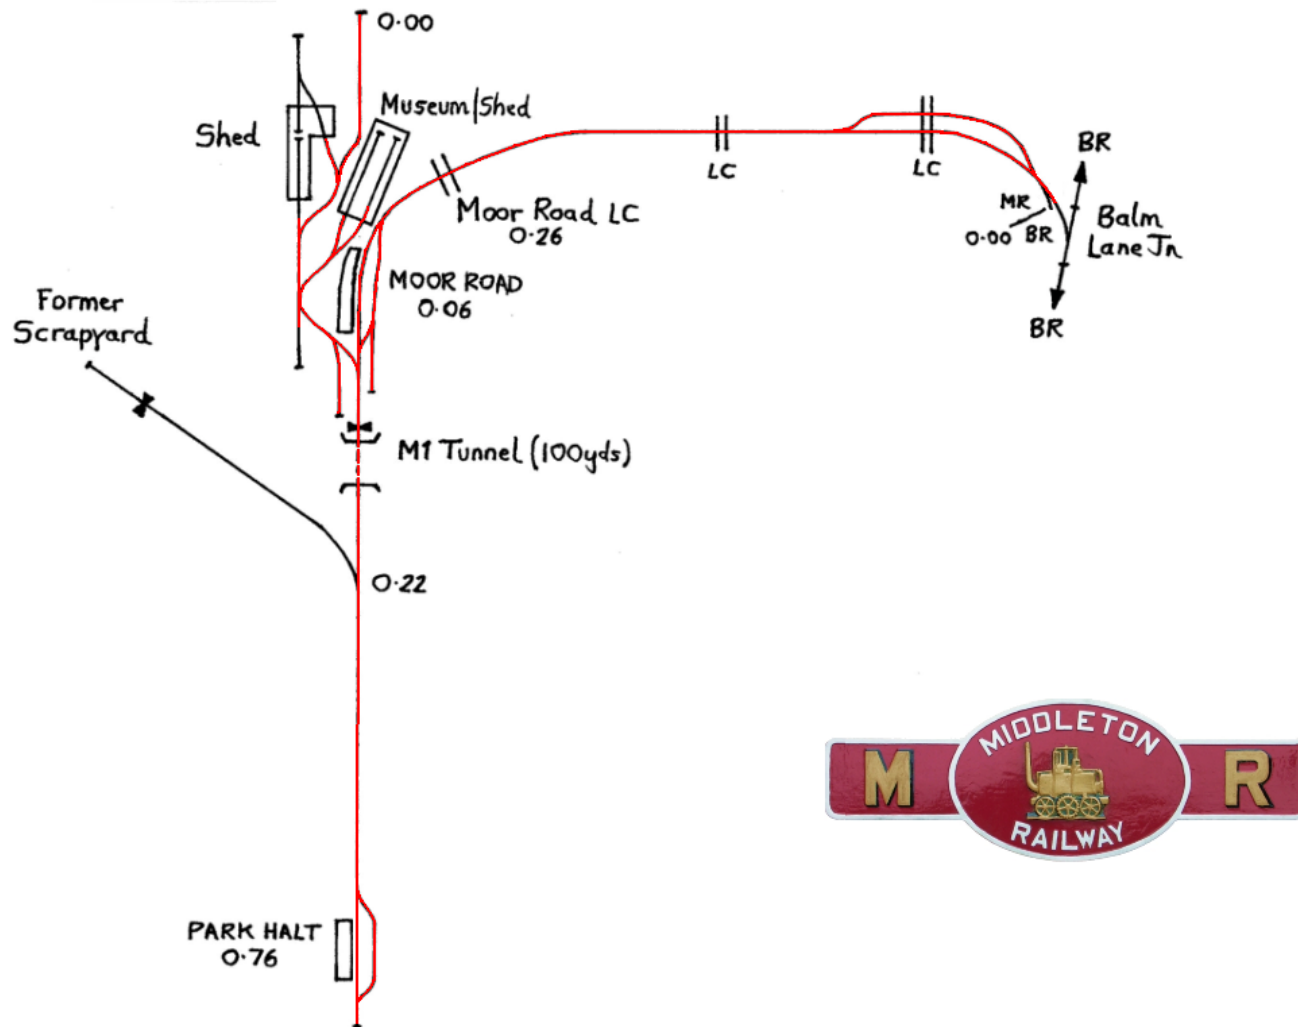 0·00
Museum/Shed
Shed
LC
LC
BR
Moor Road LC
0·26
MR
0·00 BR
Balm
Lane Jn
BR
MOOR ROAD
0·06
Former
Scrapyard
M1 Tunnel (100yds)
0·22
MIDDLETON
M R
RAILWAY
PARK HALT
0·76